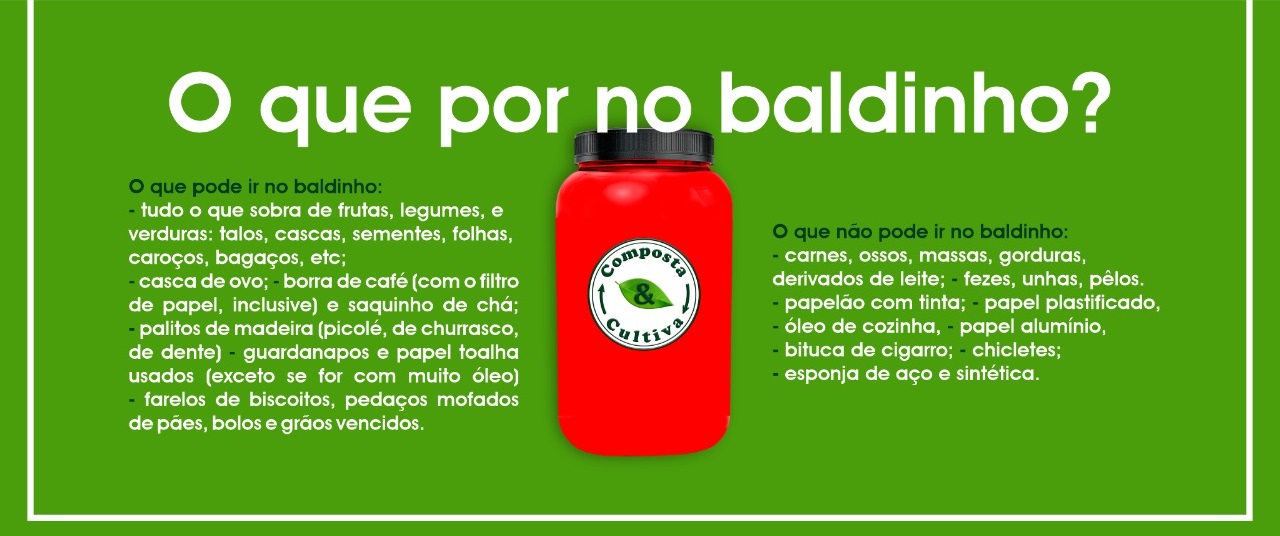 O que por no baldinho?
O que pode ir no baldinho:
- tudo o que sobra de frutas, legumes, e
verduras: talos, cascas, sementes, folhas,
caroços, bagaços, etc;
- casca de ovo; - borra de café (com o filtro
de papel, inclusive) e saquinho de chá;
- palitos de madeira (picolé, de churrasco,
de dente) - guardanapos e papel toalha
usados (exceto se for com muito óleo)
- farelos de biscoitos, pedaços mofados
de pães, bolos e grãos vencidos.
Composta
&
Cultiva
O que não pode ir no baldinho:
- carnes, ossos, massas, gorduras,
derivados de leite; - fezes, unhas, pêlos.
- papelão com tinta; - papel plastificado,
- óleo de cozinha, - papel alumínio,
- bituca de cigarro; - chicletes;
- esponja de aço e sintética.